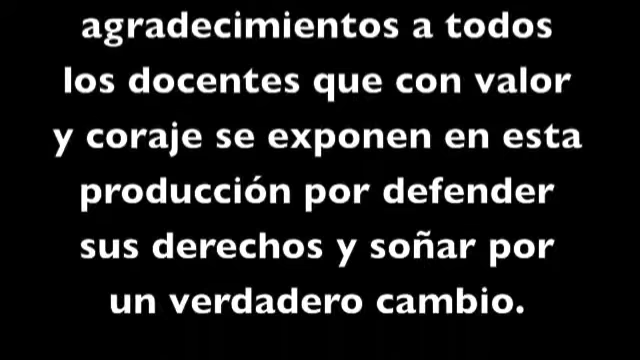 agradecimientos a todos
los docentes que con valor
y coraje se exponen en esta
producción por defender
sus derechos y soñar por
un verdadero cambio.